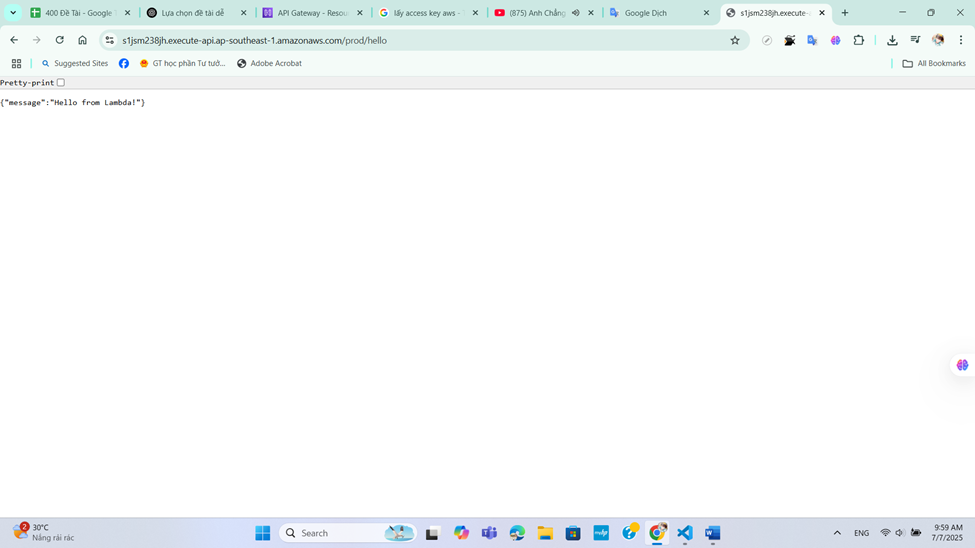 400 Đề Tài - Google
Lựa chọn đề tài dễ
API Gateway - Resou
lấy access key aws -
(875) Anh Chẳng
Google Dịch
s1jsm238jh.execute-
s1jsm238jh.execute-api.ap-southeast-1.amazonaws.com/prod/hello
Suggested Sites
GT học phần Tư tưở...
Adobe Acrobat
All Bookmarks
Pretty-print
{"message":"Hello from Lambda!"}
2
30°C
Nắng rải rác
Search
ENG
9:59 AM
7/7/2025